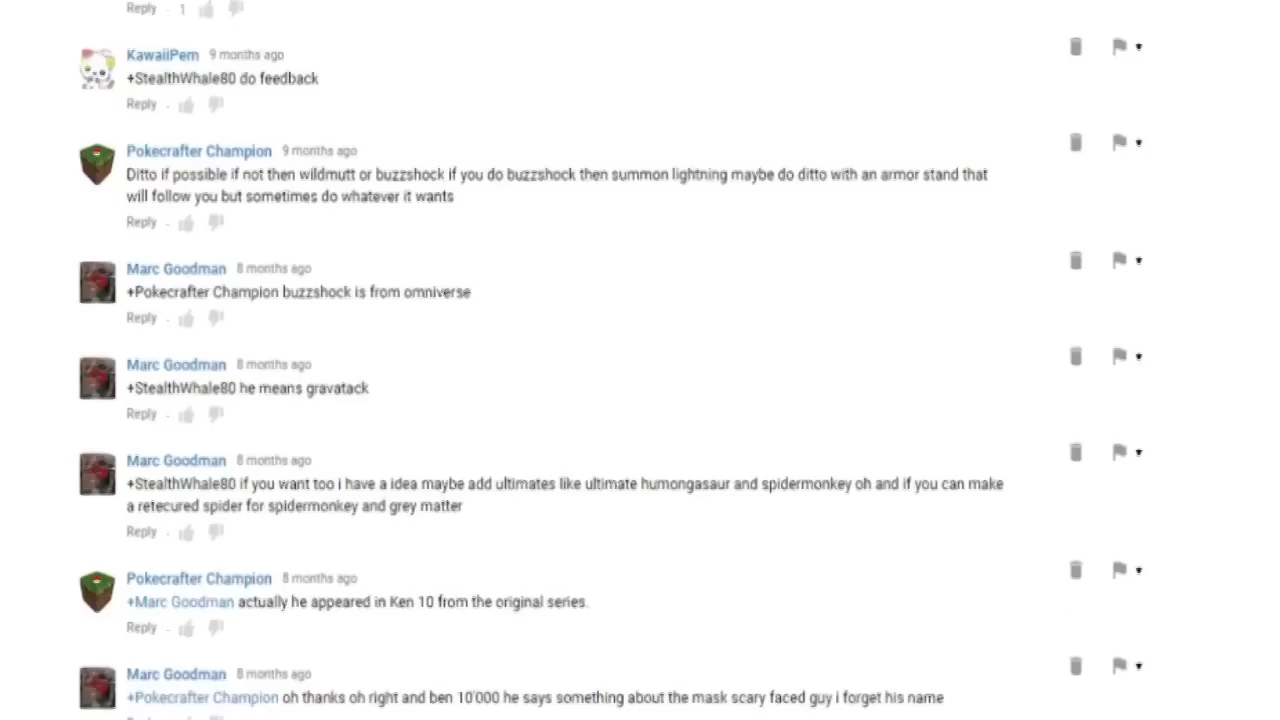 Reply · 1
KawaiiPem 9 months ago
+StealthWhale80 do feedback
Reply ·
Pokecrafter Champion 9 months ago
Ditto if possible if not then wildmutt or buzzshock if you do buzzshock then summon lightning maybe do ditto with an armor stand that
will follow you but sometimes do whatever it wants
Reply ·
Marc Goodman 8 months ago
+Pokecrafter Champion buzzshock is from omniverse
Reply ·
Marc Goodman 8 months ago
+StealthWhale80 he means gravatack
Reply ·
Marc Goodman 8 months ago
+StealthWhale80 if you want too i have a idea maybe add ultimates like ultimate humongasaur and spidermonkey oh and if you can make
a retecured spider for spidermonkey and grey matter
Reply ·
Pokecrafter Champion 8 months ago
+Marc Goodman actually he appeared in Ken 10 from the original series.
Reply ·
Marc Goodman 8 months ago
+Pokecrafter Champion oh thanks oh right and ben 10'000 he says something about the mask scary faced guy i forget his name